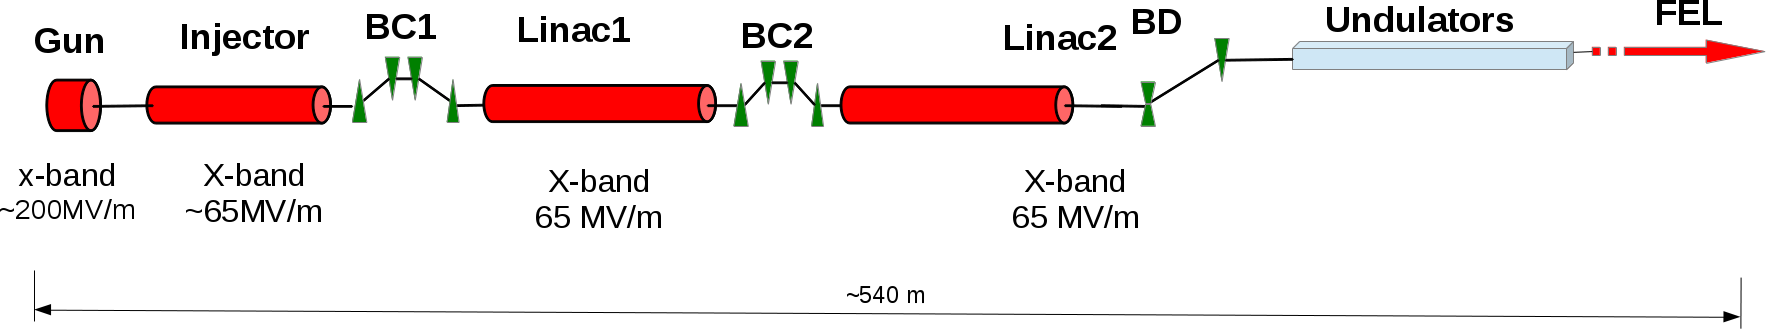 Gun
Injector
BC1
Linac1
BC2
Linac2
BD
Undulators
FEL
x-band
~200MV/m
X-band
~65MV/m
X-band
65 MV/m
X-band
65 MV/m
~540 m